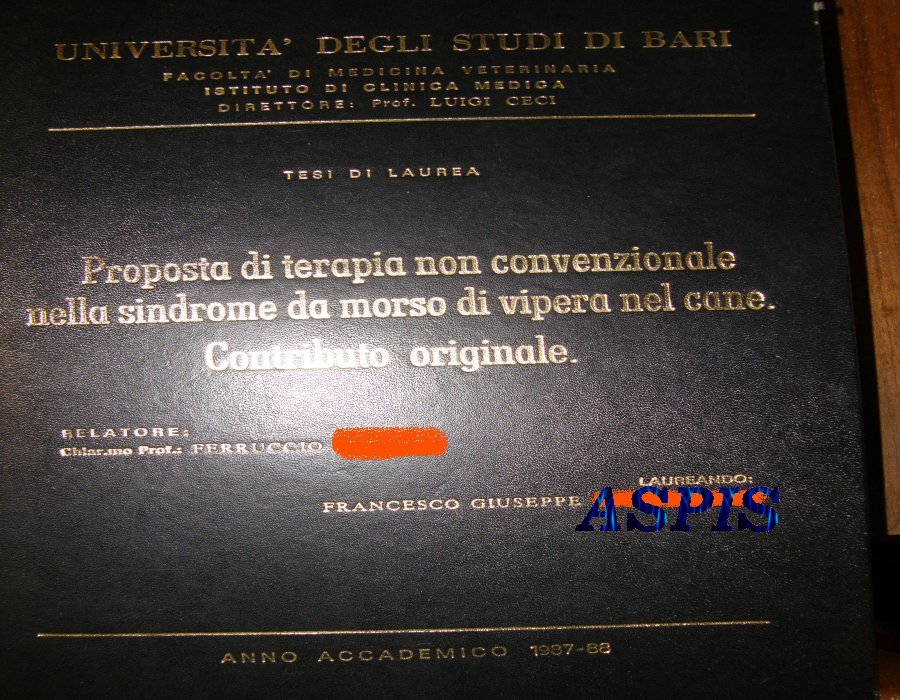 UNIVERSITA' DEGLI STUDI DI BARI
FACOLTA' DI MEDICINA VETERINARIA
ISTITUTO DI CLINICA MEDICA
DIRETTORE: Prof. LUIGI CECI
TESI DI LAUREA
Proposta di terapia non convenzionale
nella sindrome da morso di vipera nel cane.
Contributo originale.
RELATORE:
Chiar.mo Prof.: FERRUCCIO
LAUREANDO:
FRANCESCO GIUSEPPE ASPIS
ANNO ACCADEMICO 1987-88